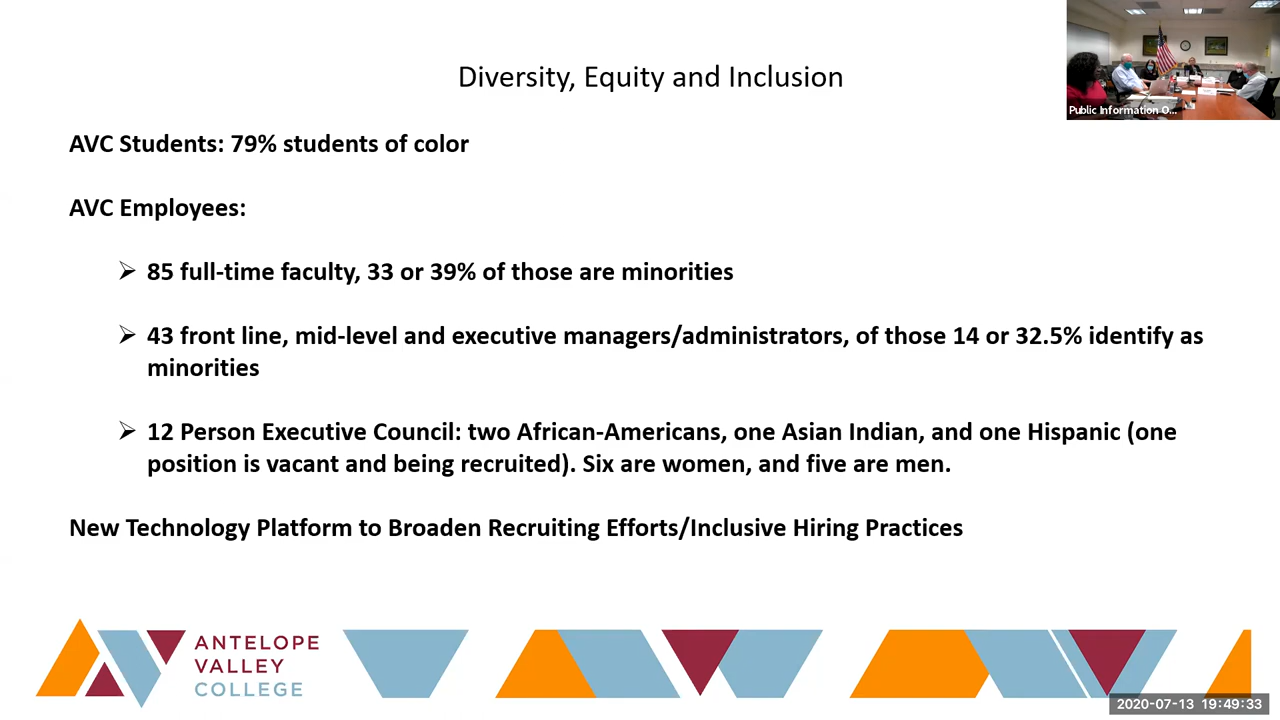 Diversity, Equity and Inclusion
Public Information O...
AVC Students: 79% students of color
AVC Employees:
➢ 85 full-time faculty, 33 or 39% of those are minorities
➢ 43 front line, mid-level and executive managers/administrators, of those 14 or 32.5% identify as
minorities
➢ 12 Person Executive Council: two African-Americans, one Asian Indian, and one Hispanic (one
position is vacant and being recruited). Six are women, and five are men.
New Technology Platform to Broaden Recruiting Efforts/Inclusive Hiring Practices
ANTELOPE
VALLEY
COLLEGE
2020-07-13 19:49:33